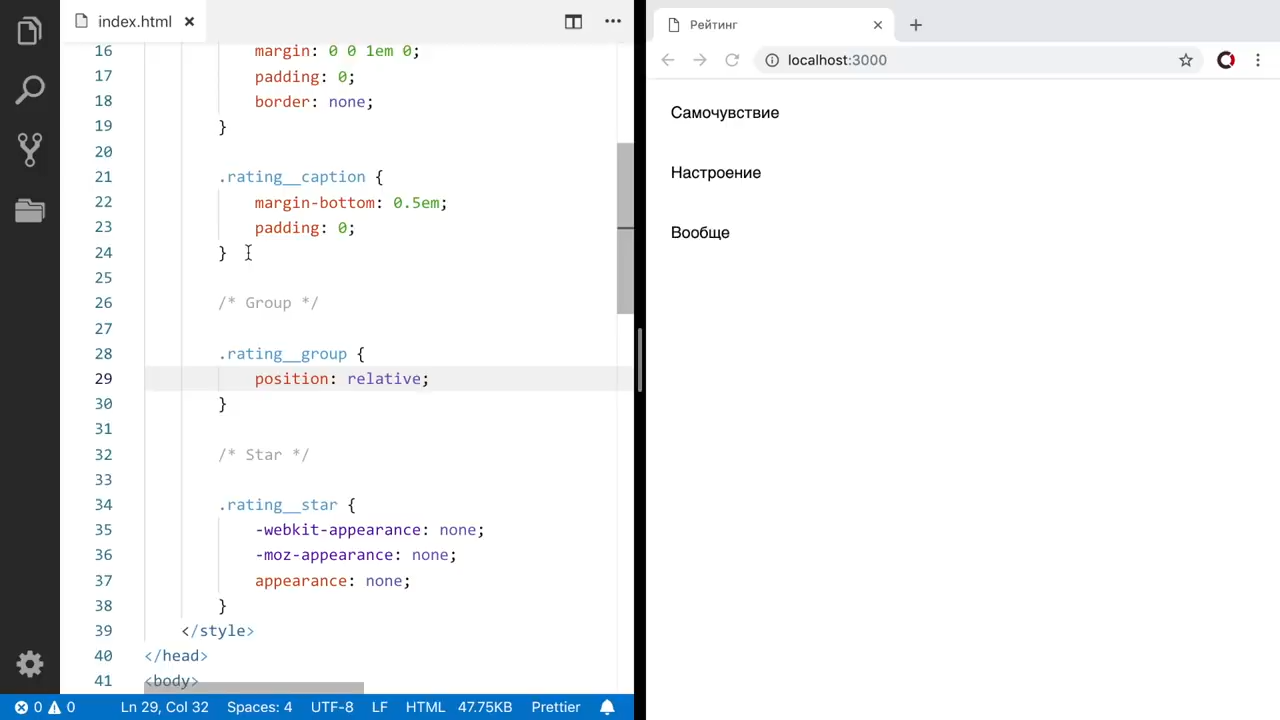 index.html
16 margin: 0 0 1em 0;
17 padding: 0;
18 border: none;
19 }
20
21 .rating__caption {
22 margin-bottom: 0.5em;
23 padding: 0;
24 }
25
26 /* Group */
27
28 .rating__group {
29 position: relative;
30 }
31
32 /* Star */
33
34 .rating__star {
35 -webkit-appearance: none;
36 -moz-appearance: none;
37 appearance: none;
38 }
39 </style>
40 </head>
41 <body>
0 0 Ln 29, Col 32 Spaces: 4 UTF-8 LF HTML 47.75KB Prettier
Рейтинг
localhost:3000
Самочувствие
Настроение
Вообще